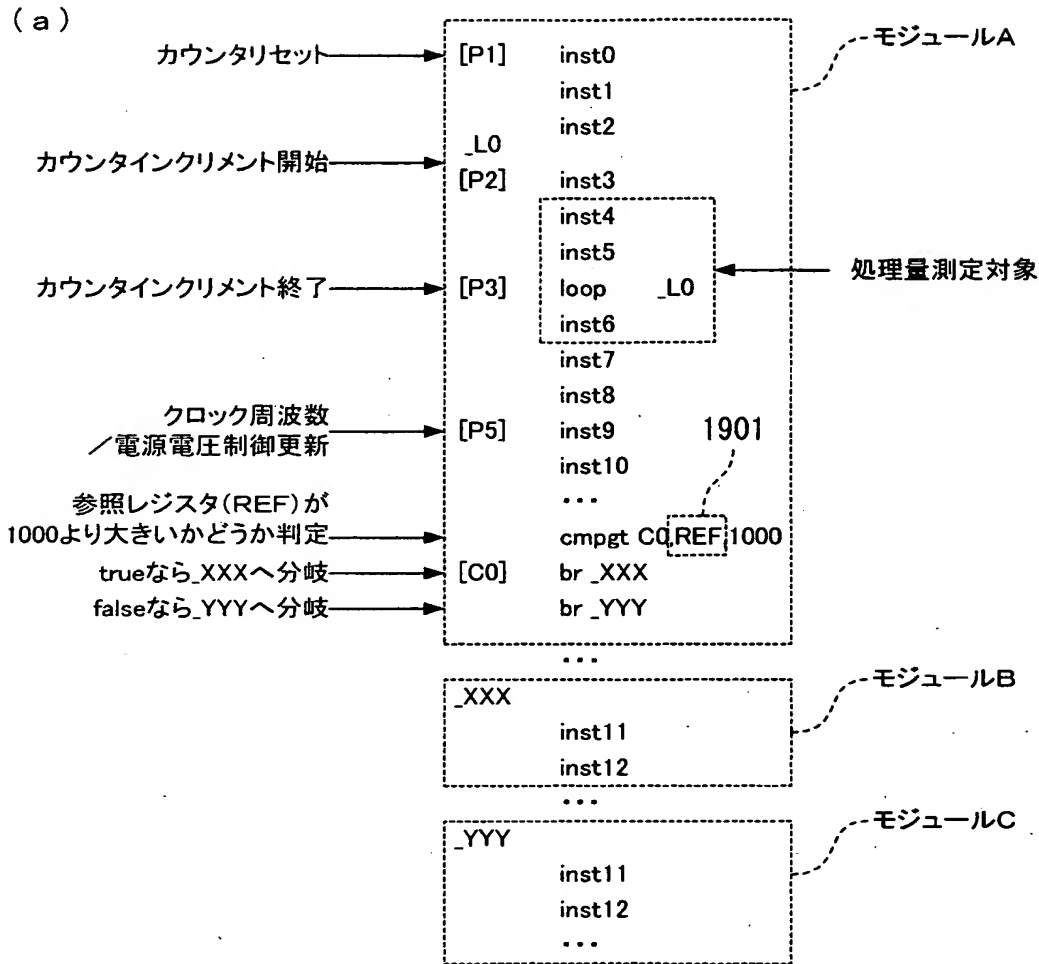 (a)
モジュールA
カウンタリセット [P1] inst0
inst1
inst2
_L0
カウンタインクリメント開始
[P2] inst3
inst4
inst5
処理量測定対象
カウンタインクリメント終了 [P3] loop _L0
inst6
inst7
inst8
クロック周波数
／電源電圧制御更新 [P5] inst9 1901
inst10
...
参照レジスタ(REF)が
1000より大きいかどうか判定 cmpgt C0,REF,1000
trueなら_XXXへ分岐 [C0] br _XXX
falseなら_YYYへ分岐 br _YYY
...
モジュールB
_XXX
inst11
inst12
...
モジュールC
_YYY
inst11
inst12
...